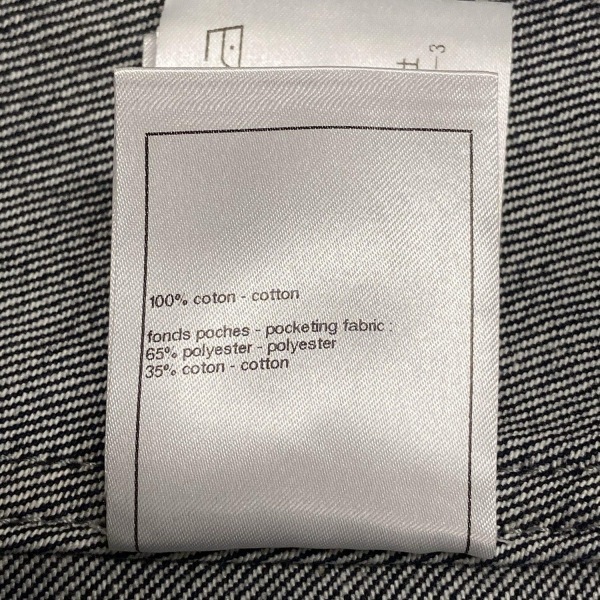 100% coton - cotton
fonds poches - pocketing fabric :
65% polyester - polyester
35% coton - cotton